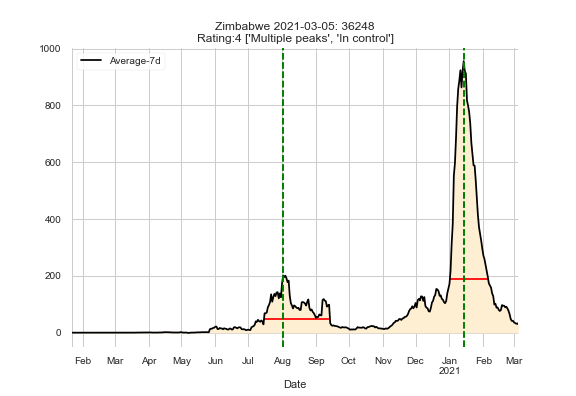 Zimbabwe 2021-03-05: 36248
Rating:4 ['Multiple peaks', 'In control']
1000
Average-7d
800
600
400
200
0
Feb Mar Apr May Jun Jul Aug Sep Oct Nov Dec Jan Feb Mar
2021
Date